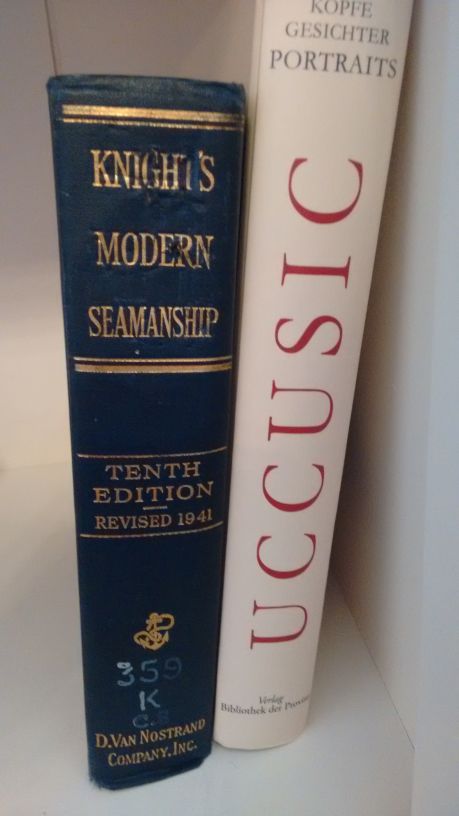 KNIGHT'S
MODERN
SEAMANSHIP
TENTH
EDITION
REVISED 1941
359
K
D. VAN NOSTRAND
COMPANY, INC.
KÖPFE
GESICHTER
PORTRAITS
UCCUSIC
Verlag
Bibliothek der Provinz